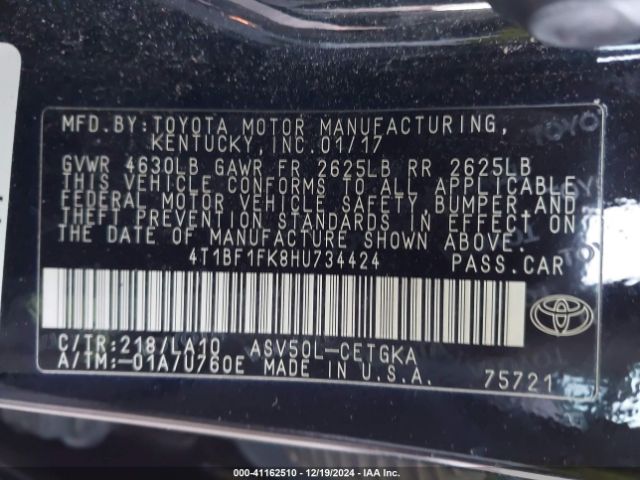 MFD.BY:TOYOTA MOTOR MANUFACTURING,
KENTUCKY,INC.01/17
GVWR 4630LB GAWR FR 2625LB RR 2625LB
THIS VEHICLE CONFORMS TO ALL APPLICABLE
FEDERAL MOTOR VEHICLE SAFETY,BUMPER AND
THEFT PREVENTION STANDARDS IN EFFECT ON
THE DATE OF MANUFACTURE SHOWN ABOVE.
4T1BF1FK8HU734424 PASS.CAR
C/TR:218/LA10 ASV50L-CETGKA
A/TM:-01A/U760E MADE IN U.S.A. 75721
000-41162510 - 12/19/2024 - IAAI.com